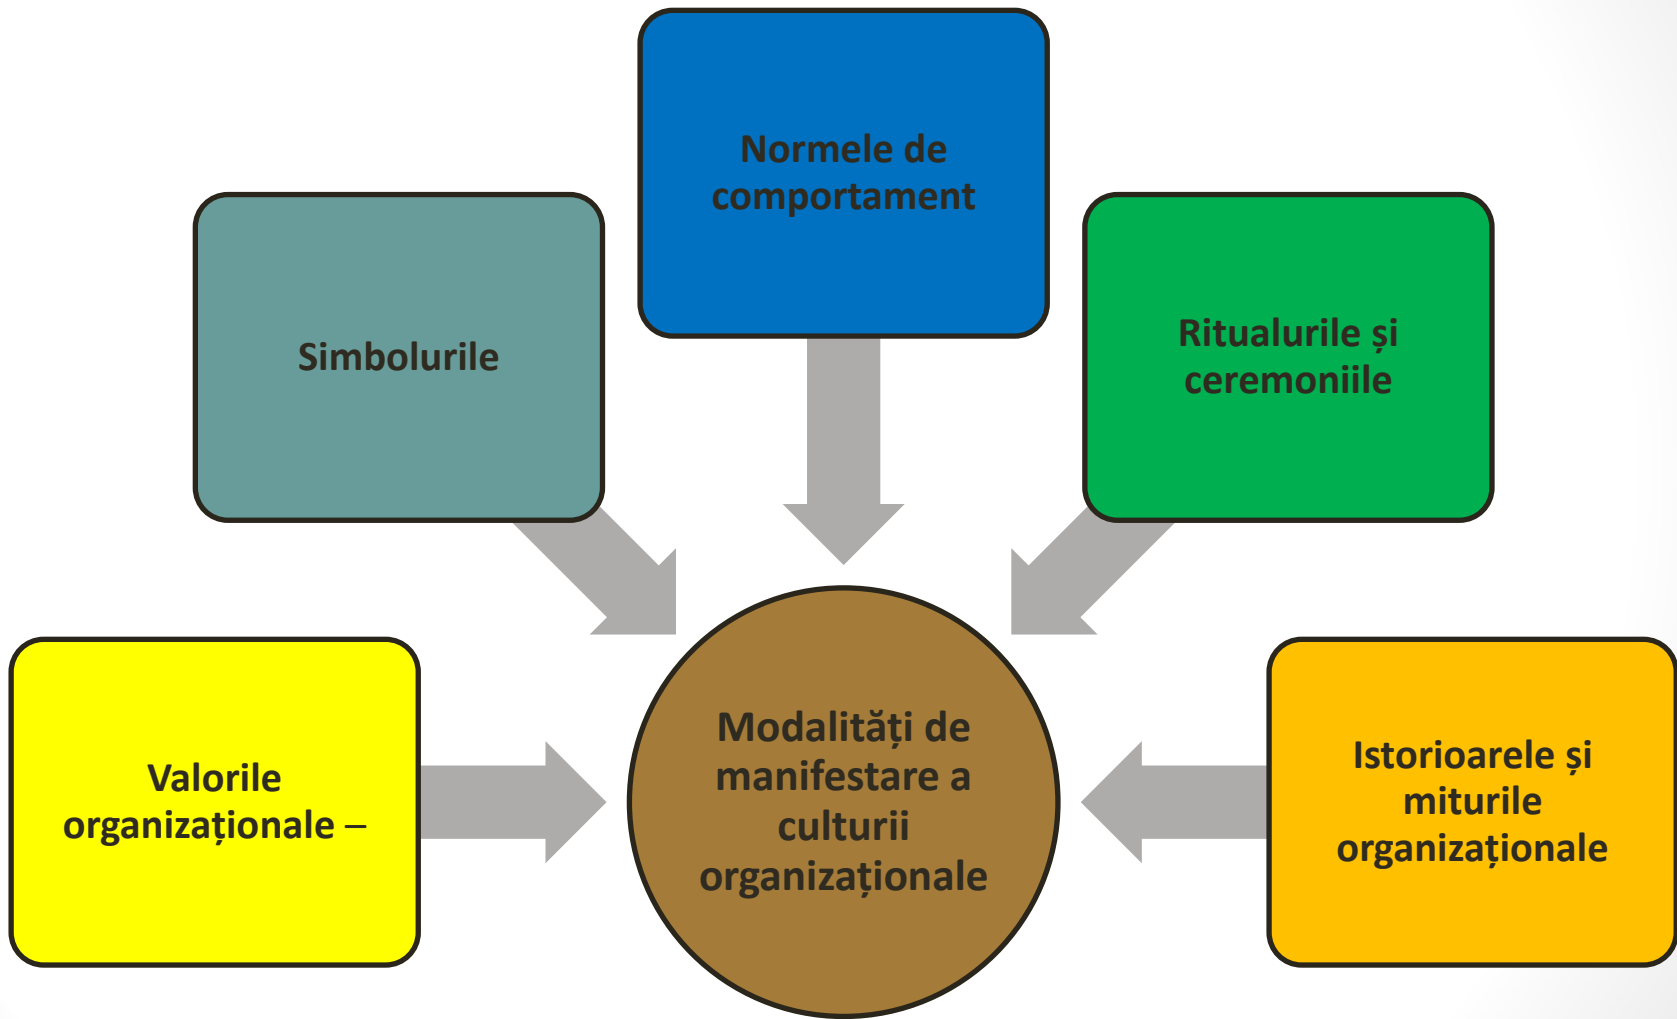 Normele de
comportament
Simbolurile
Ritualurile și
ceremoniile
Valorile
organizaționale –
Modalități de
manifestare a
culturii
organizaționale
Istorioarele și
miturile
organizaționale